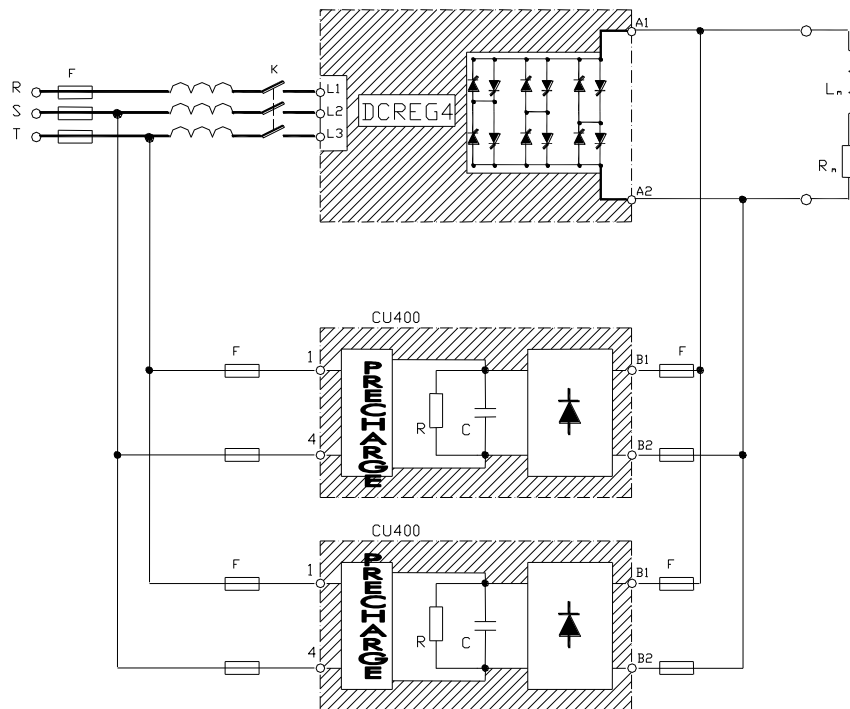 A1
F
K
R
L1
DCREG4
S
L2
Lm
T
L3
Rm
A2
CU400
F
1
PRECHARGE
B1
F
R
C
4
B2
CU400
F
1
PRECHARGE
B1
F
R
C
4
B2